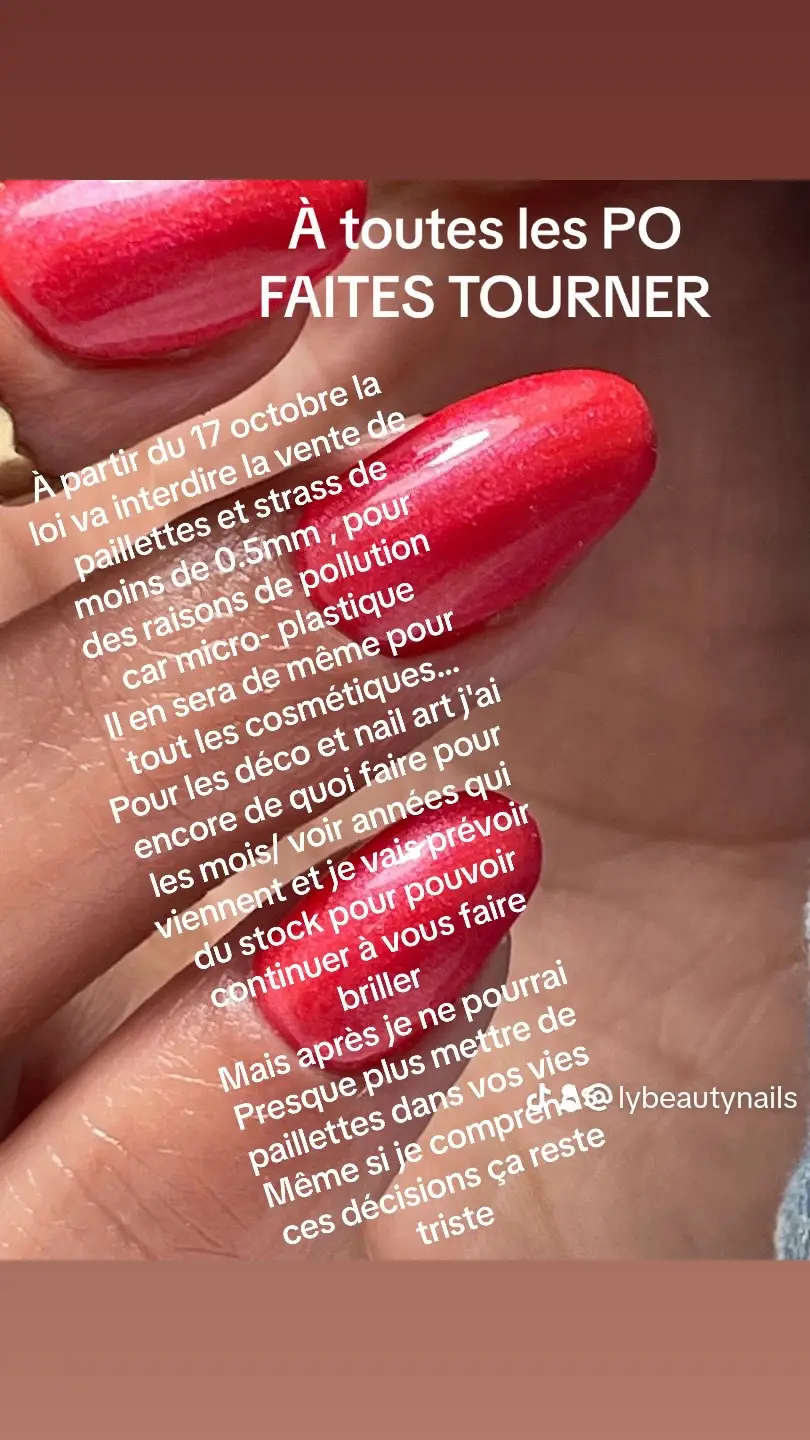 À toutes les PO
FAITES TOURNER
À partir du 17 octobre la
loi va interdire la vente de
paillettes et strass de
moins de 0.5mm , pour
des raisons de pollution
car micro- plastique
Il en sera de même pour
tout les cosmétiques...
Pour les déco et nail art j'ai
encore de quoi faire pour
les mois/ voir années qui
viennent et je vais prévoir
du stock pour pouvoir
continuer à vous faire
briller
Mais après je ne pourrai
Presque plus mettre de
paillettes dans vos vies
Même si je comprends
ces décisions ça reste
triste
@lybeautynails